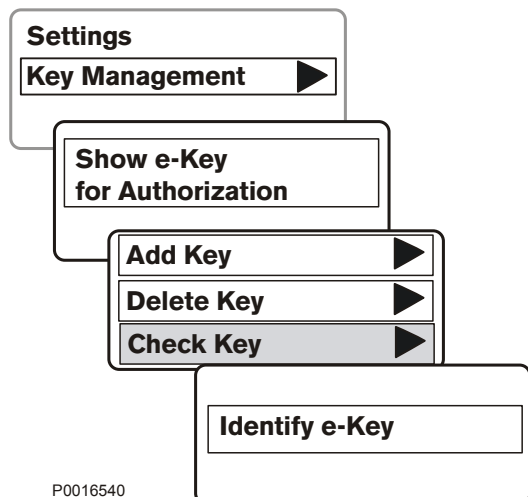 Settings
Key Management
Show e-Key
for Authorization
Add Key
Delete Key
Check Key
Identify e-Key
P0016540